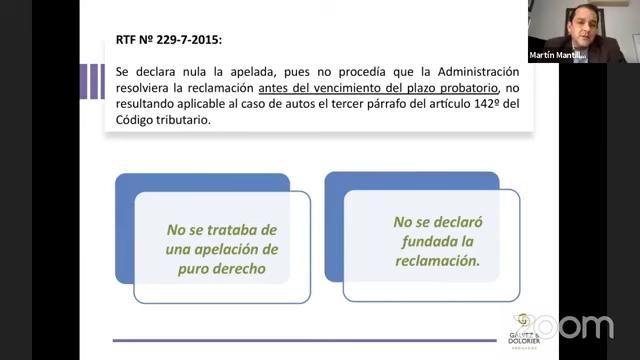 RTF Nº 229-7-2015:
Se declara nula la apelada, pues no procedía que la Administración
resolviera la reclamación antes del vencimiento del plazo probatorio, no
resultando aplicable al caso de autos el tercer párrafo del artículo 142º del
Código tributario.
Martín Mantill...
No se trataba de
una apelación de
puro derecho
No se declaró
fundada la
reclamación.
GÁLVEZ &
DOLORIER
ABOGADOS
zoom